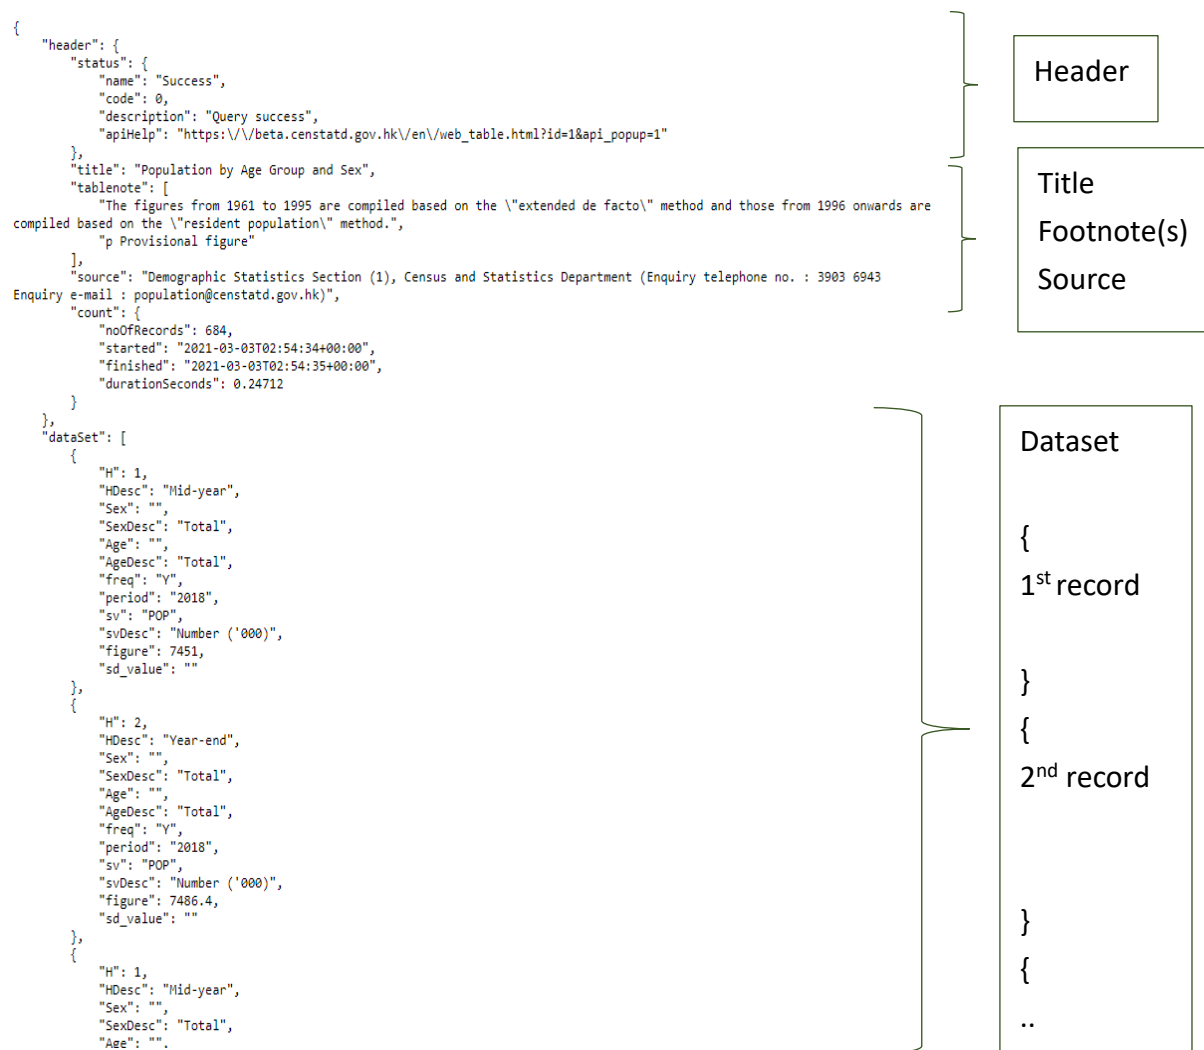 {
    "header": {
        "status": {
            "name": "Success",
            "code": 0,
            "description": "Query success",
            "apiHelp": "https:\/\/beta.censtatd.gov.hk\/en\/web_table.html?id=1&api_popup=1"
        },
        "title": "Population by Age Group and Sex",
        "tablenote": [
            "The figures from 1961 to 1995 are compiled based on the \"extended de facto\" method and those from 1996 onwards are
compiled based on the \"resident population\" method.",
            "p Provisional figure"
        ],
        "source": "Demographic Statistics Section (1), Census and Statistics Department (Enquiry telephone no. : 3903 6943
Enquiry e-mail : population@censtatd.gov.hk)",
        "count": {
            "noOfRecords": 684,
            "started": "2021-03-03T02:54:34+00:00",
            "finished": "2021-03-03T02:54:35+00:00",
            "durationSeconds": 0.24712
        }
    },
    "dataSet": [
        {
            "H": 1,
            "HDesc": "Mid-year",
            "Sex": "",
            "SexDesc": "Total",
            "Age": "",
            "AgeDesc": "Total",
            "freq": "Y",
            "period": "2018",
            "sv": "POP",
            "svDesc": "Number ('000)",
            "figure": 7451,
            "sd_value": ""
        },
        {
            "H": 2,
            "HDesc": "Year-end",
            "Sex": "",
            "SexDesc": "Total",
            "Age": "",
            "AgeDesc": "Total",
            "freq": "Y",
            "period": "2018",
            "sv": "POP",
            "svDesc": "Number ('000)",
            "figure": 7486.4,
            "sd_value": ""
        },
        {
            "H": 1,
            "HDesc": "Mid-year",
            "Sex": "",
            "SexDesc": "Total",
            "Age": "",
Header
Title
Footnote(s)
Source
Dataset
{
1st record
}
{
2nd record
}
{
..